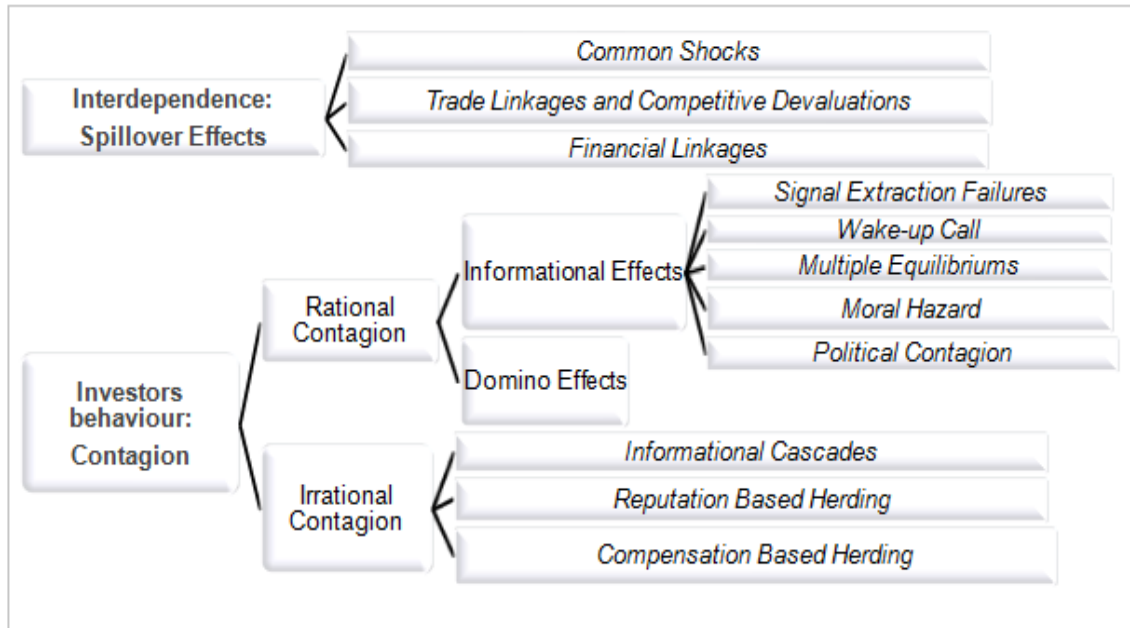 Common Shocks
Interdependence:
Spillover Effects
Trade Linkages and Competitive Devaluations
Financial Linkages
Signal Extraction Failures
Wake-up Call
Informational Effects
Multiple Equilibriums
Rational
Contagion
Moral Hazard
Political Contagion
Domino Effects
Investors
behaviour:
Contagion
Informational Cascades
Irrational
Contagion
Reputation Based Herding
Compensation Based Herding